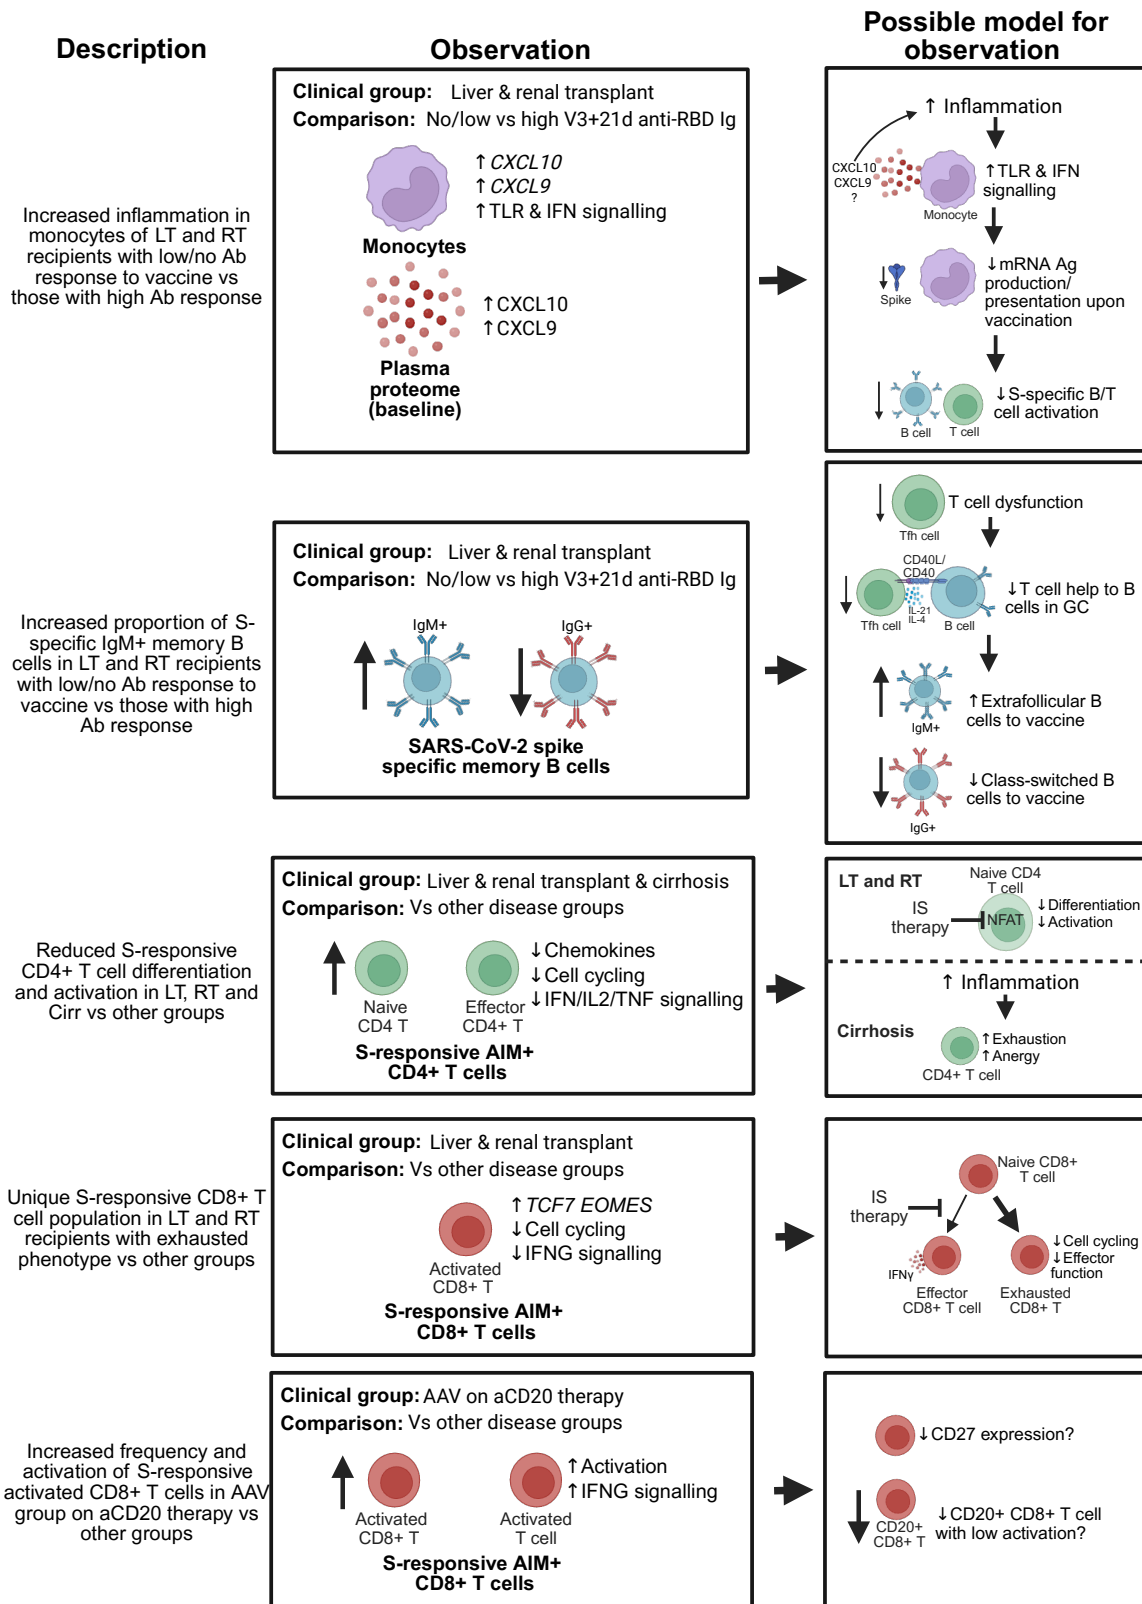 Description
Observation
Possible model for
observation
Increased inflammation in
monocytes of LT and RT
recipients with low/no Ab
response to vaccine vs
those with high Ab response
Clinical group: Liver & renal transplant
Comparison: No/low vs high V3+21d anti-RBD Ig
↑CXCL10
↑CXCL9
↑TLR & IFN signalling
Monocytes
↑CXCL10
↑CXCL9
Plasma
proteome
(baseline)
↑ Inflammation
CXCL10
CXCL9
?
Monocyte
↑TLR & IFN
signalling
Spike
↓mRNA Ag
production/
presentation upon
vaccination
B cell
T cell
↓S-specific B/T
cell activation
Increased proportion of S-
specific IgM+ memory B
cells in LT and RT recipients
with low/no Ab response to
vaccine vs those with high
Ab response
Clinical group: Liver & renal transplant
Comparison: No/low vs high V3+21d anti-RBD Ig
IgM+
IgG+
SARS-CoV-2 spike
specific memory B cells
T cell dysfunction
Tfh cell
CD40L/
CD40
IL-21
IL-4
Tfh cell
B cell
↓T cell help to B
cells in GC
IgM+
↑Extrafollicular B
cells to vaccine
↓Class-switched B
cells to vaccine
IgG+
Reduced S-responsive
CD4+ T cell differentiation
and activation in LT, RT and
Cirr vs other groups
Clinical group: Liver & renal transplant & cirrhosis
Comparison: Vs other disease groups
Naive
CD4 T
Effector
CD4+ T
↓Chemokines
↓Cell cycling
↓IFN/IL2/TNF signalling
S-responsive AIM+
CD4+ T cells
LT and RT
Naive CD4
T cell
IS
therapy
NFAT
↓Differentiation
↓Activation
↑ Inflammation
Cirrhosis
↑Exhaustion
↑Anergy
CD4+ T cell
Unique S-responsive CD8+ T
cell population in LT and RT
recipients with exhausted
phenotype vs other groups
Clinical group: Liver & renal transplant
Comparison: Vs other disease groups
↑TCF7 EOMES
↓Cell cycling
↓IFNG signalling
Activated
CD8+ T
S-responsive AIM+
CD8+ T cells
Naive CD8+
T cell
IS
therapy
IFNγ
Effector
CD8+ T cell
Exhausted
CD8+ T
↓Cell cycling
↓Effector
function
Increased frequency and
activation of S-responsive
activated CD8+ T cells in AAV
group on aCD20 therapy vs
other groups
Clinical group: AAV on aCD20 therapy
Comparison: Vs other disease groups
Activated
CD8+ T
Activated
T cell
↑Activation
↑IFNG signalling
S-responsive AIM+
CD8+ T cells
↓CD27 expression?
CD20+
CD8+ T
↓CD20+ CD8+ T cell
with low activation?